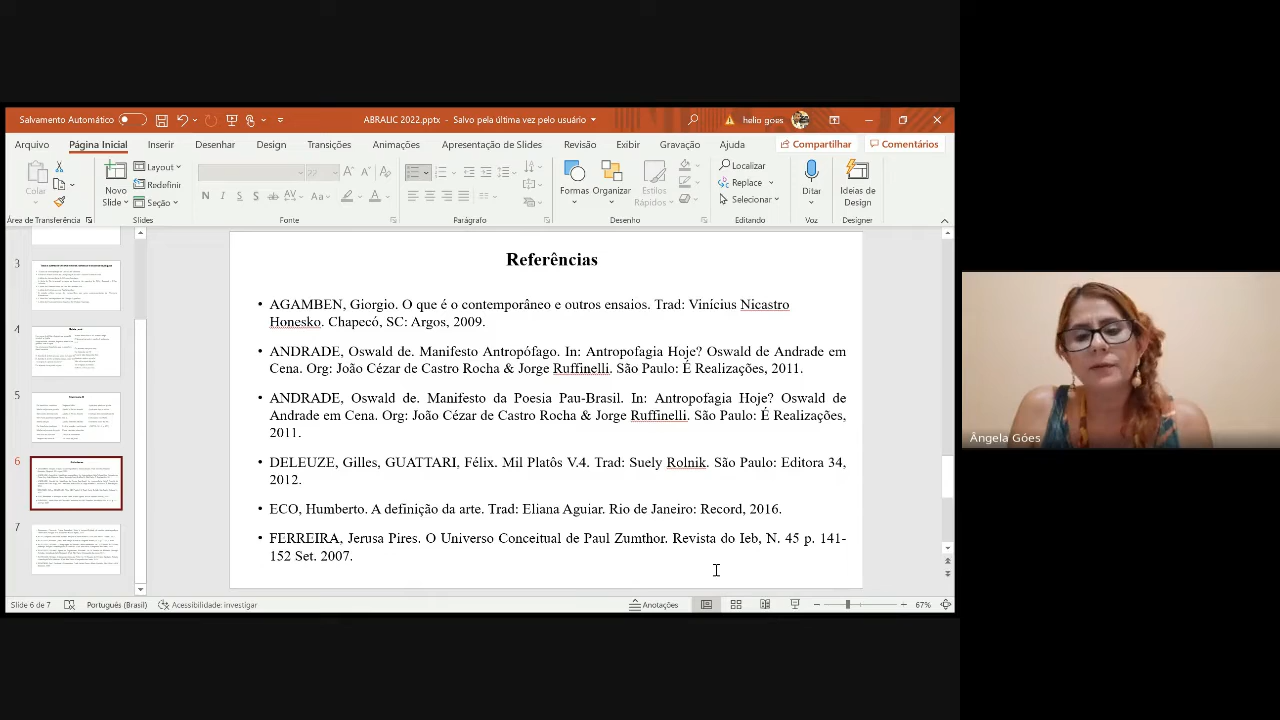 Salvamento Automático
ABRALIC 2022.pptx - Salvo pela última vez pelo usuário
helio goes
Arquivo Página Inicial Inserir Desenhar Design Transições Animações Apresentação de Slides Revisão Exibir Gravação Ajuda Compartilhar Comentários
Colar
Novo Slide
Layout
Redefinir
Seção
22
N I S S ab AV Aa
Formas Organizar Estilos Rápidos
Localizar
Replace
Selecionar
Ditar
Ideias de Design
Área de Transferência Slides Fonte Parágrafo Desenho Editando Voz Designer
3
4
5
6
7
Referências
• AGAMBEN, Giorgio. O que é o contemporâneo e outros ensaios. Trad: Vinícius Nicastro
Honesko. Chapecó, SC: Argos, 2009.
• ANDRADE, Oswald de. Manifesto Antropófago. In: Antropofagia Hoje? Oswald de Andrade em
Cena. Org: João Cézar de Castro Rocha & Jorge Ruffinelli. São Paulo: É Realizações, 2011.
• ANDRADE, Oswald de. Manifesto Poesia Pau-Brasil. In: Antropofagia Hoje? Oswald de
Andrade em Cena. Org: João Cézar de Castro Rocha & Jorge Ruffinelli. São Paulo: É Realizações,
2011.
• DELEUZE, Gilles, GUATTARI, Félix. Mil Platôs V.4. Trad: Suely Rolnik. São Paulo: Editora 34,
2012.
• ECO, Humberto. A definição da arte. Trad: Eliana Aguiar. Rio de Janeiro: Record, 2016.
• FERREIRA, Jerusa Pires. O Universo conceitual de Paul Zumthor. Revista do IEB n 45 p. 141-
152 Set 2007.
Ângela Góes
Slide 6 de 7 Português (Brasil) Acessibilidade: investigar Anotações 67%